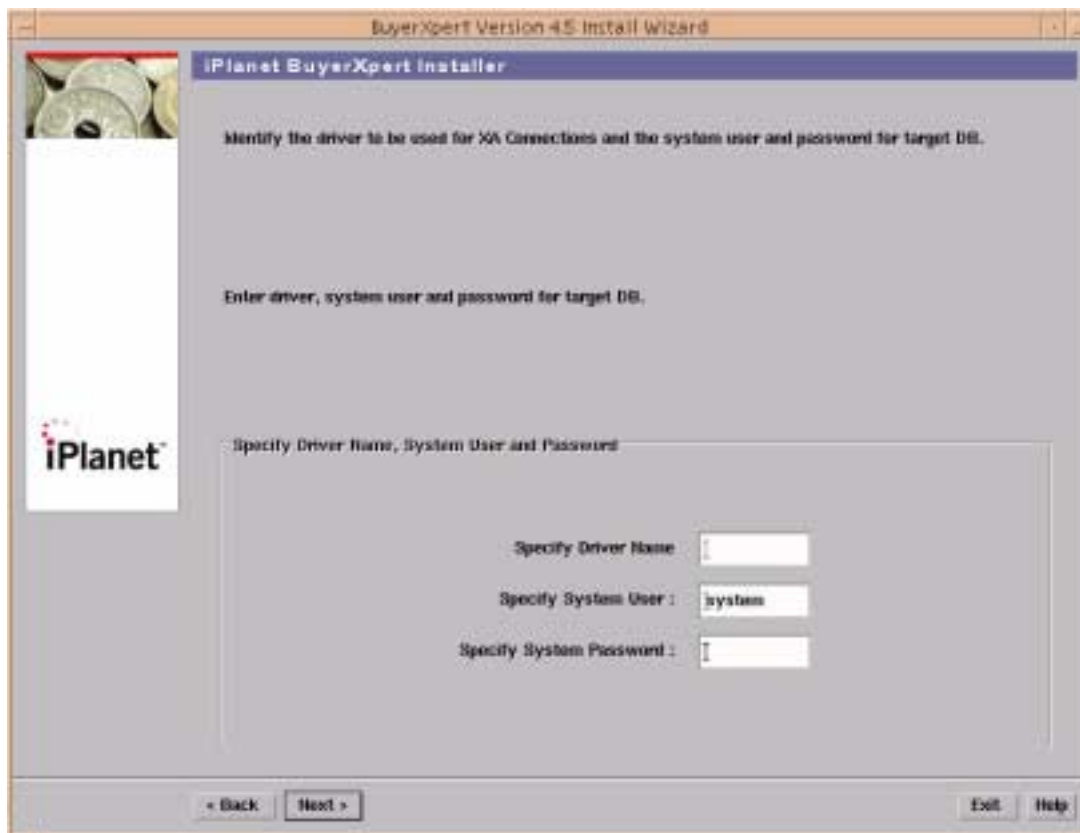 BuyerXpert Version 4.5 Install Wizard
iPlanet BuyerXpert Installer
Identify the driver to be used for XA Connections and the system user and password for target DB.
Enter driver, system user and password for target DB.
iPlanet
Specify Driver Name, System User and Password
Specify Driver Name
Specify System User :
system
Specify System Password :
< Back
Next >
Exit
Help